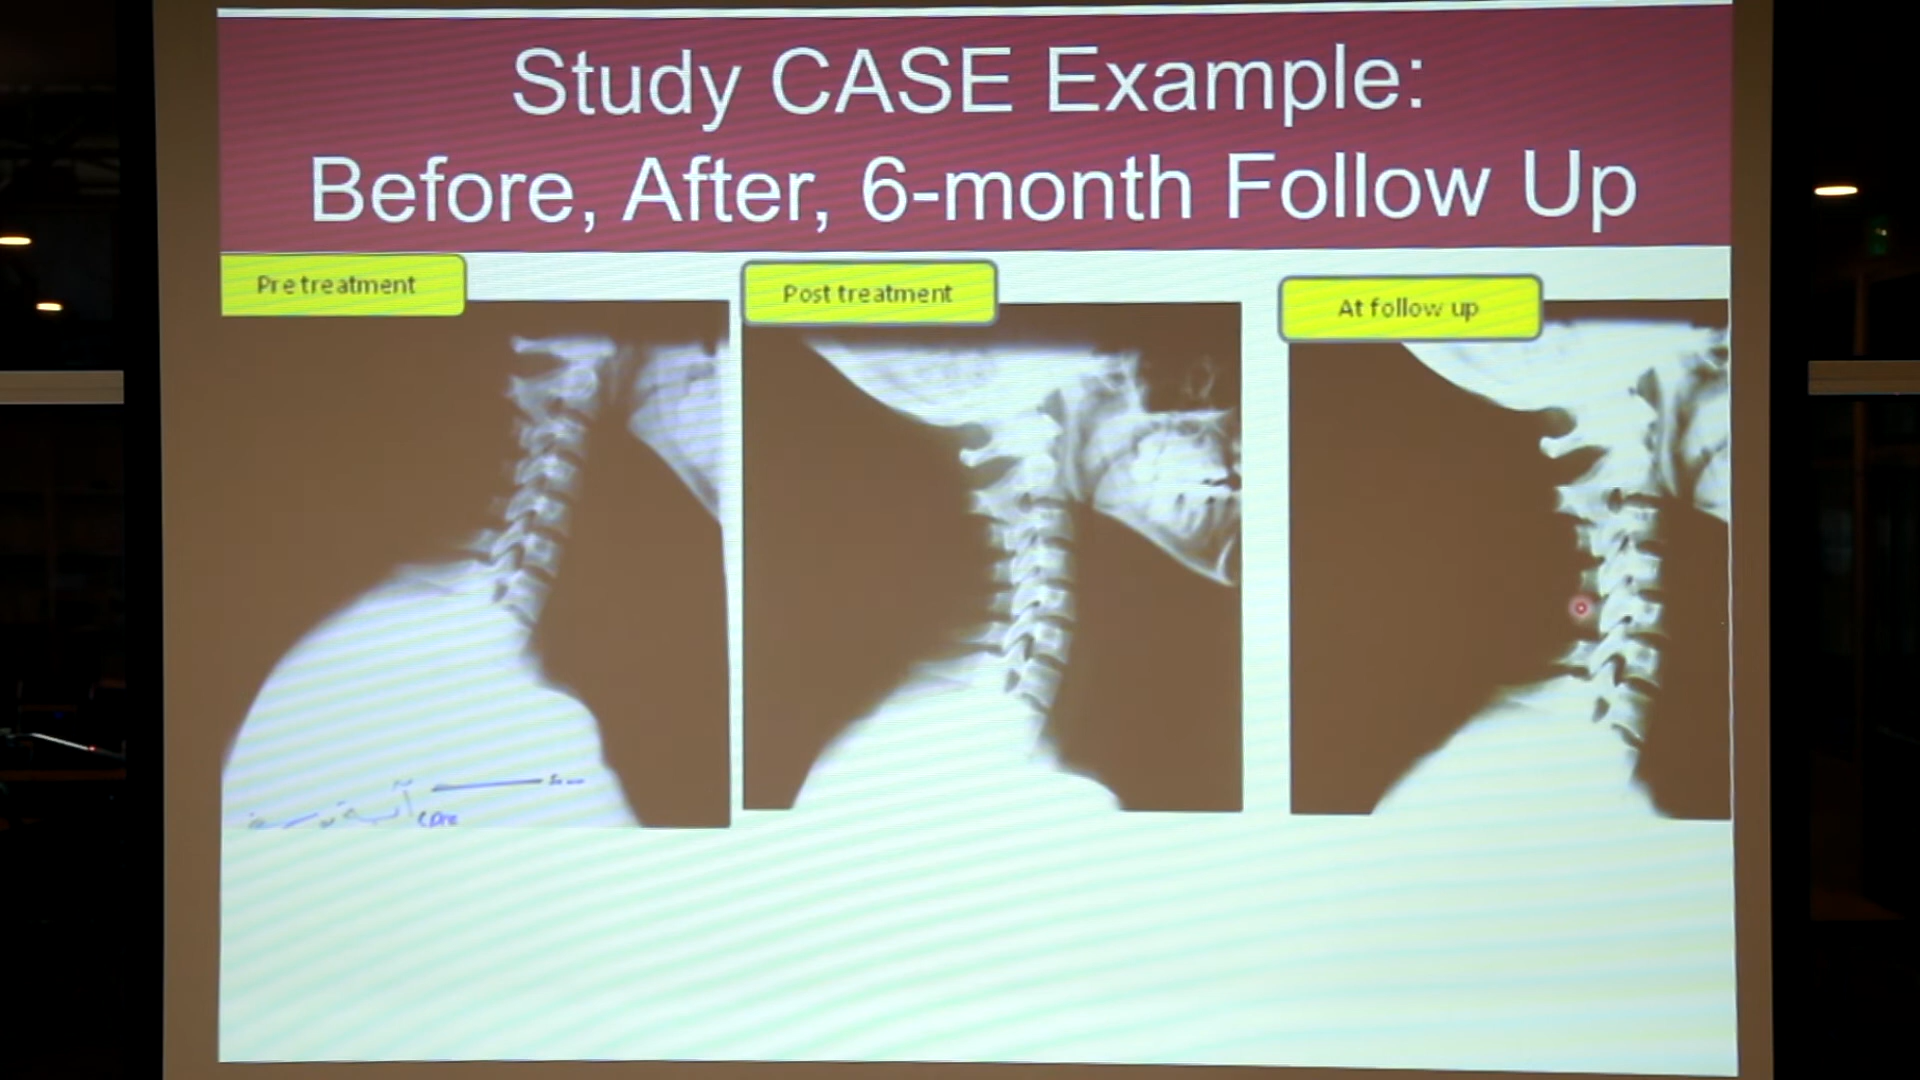 Study CASE Example:
Before, After, 6-month Follow Up
Pre treatment
Post treatment
At follow up